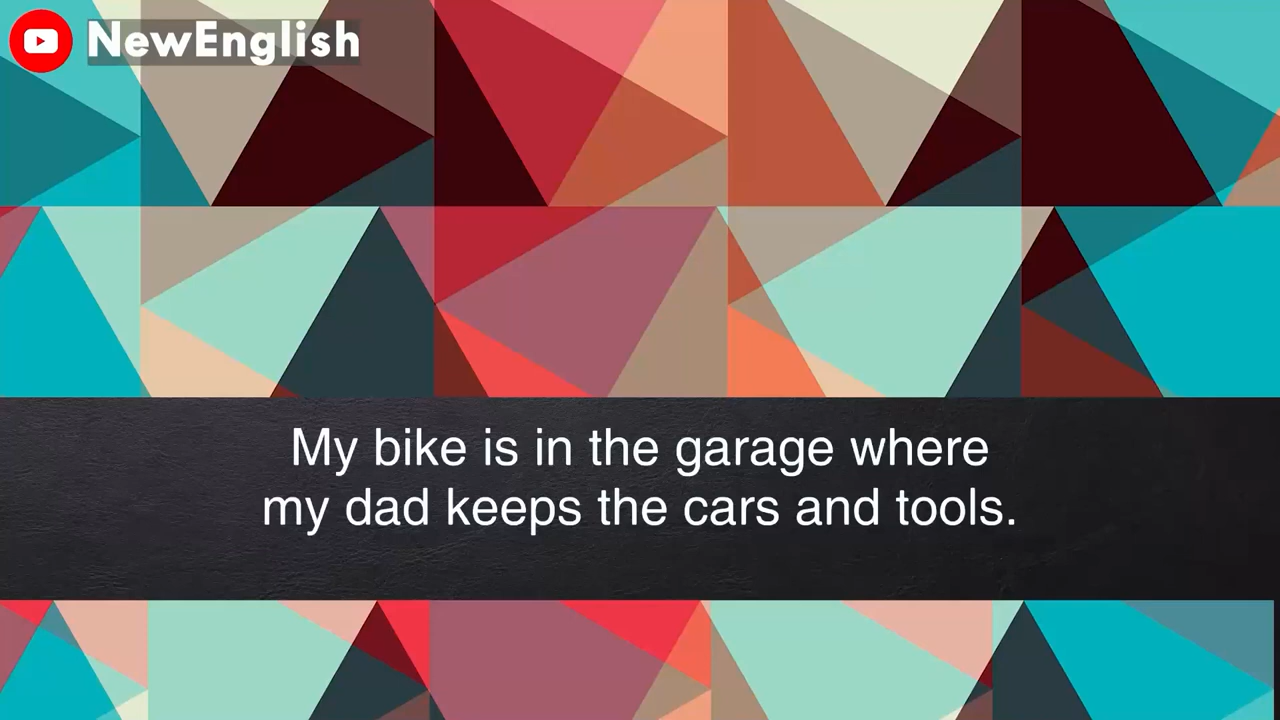 NewEnglish
My bike is in the garage where
my dad keeps the cars and tools.